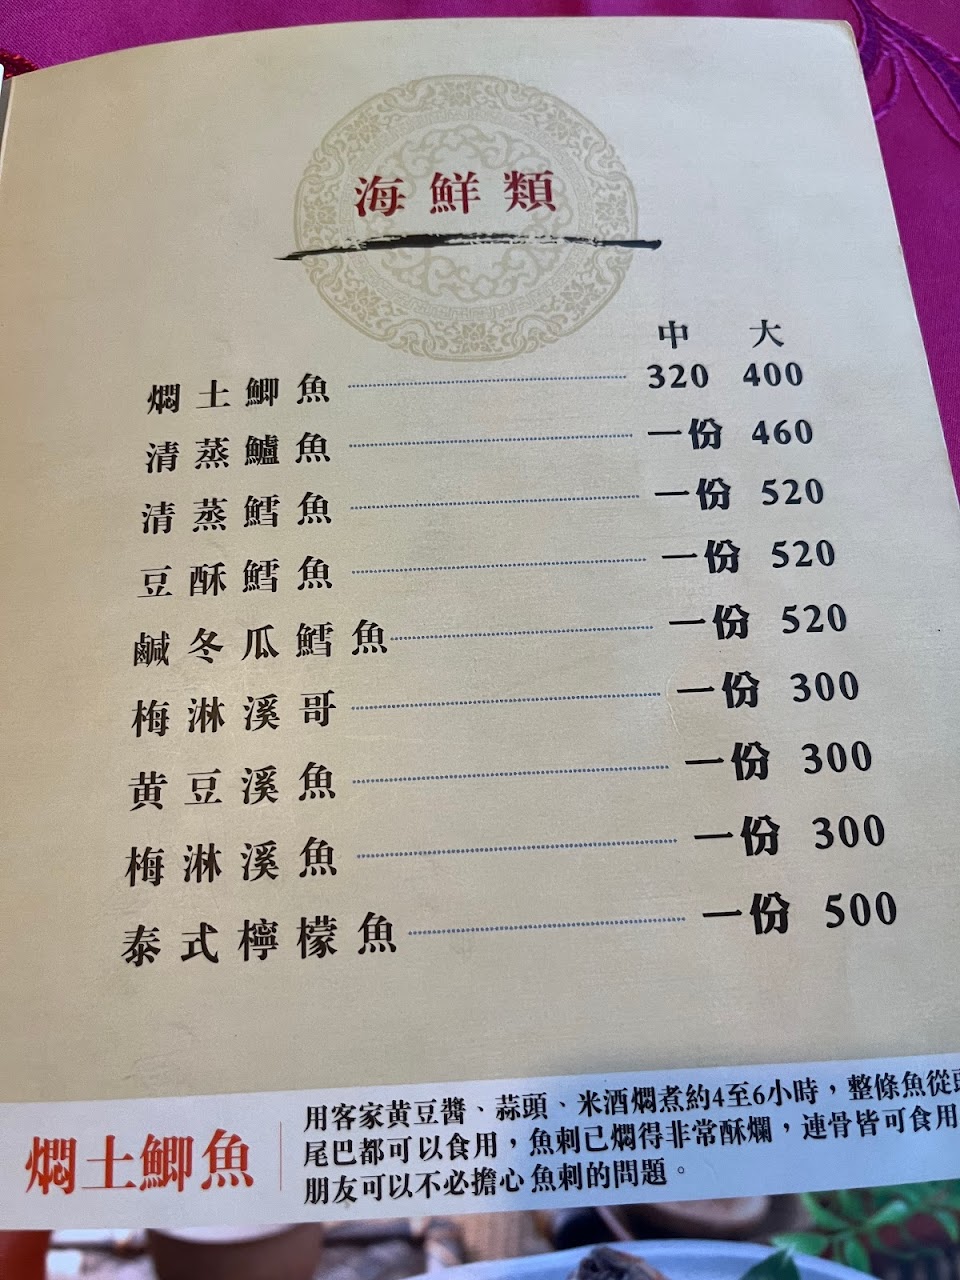 海鮮類
中 大
燜土鯽魚 320 400
清蒸鱸魚 一份 460
清蒸鱈魚 一份 520
豆酥鱈魚 一份 520
鹹冬瓜鱈魚 一份 520
梅淋溪哥 一份 300
黄豆溪魚 一份 300
梅淋溪魚 一份 300
泰式檸檬魚 一份 500
燜土鯽魚
用客家黄豆醬、蒜頭、米酒燜煮約4至6小時，整條魚從頭
尾巴都可以食用，魚刺已燜得非常酥爛，連骨皆可食用
朋友可以不必擔心魚刺的問題。